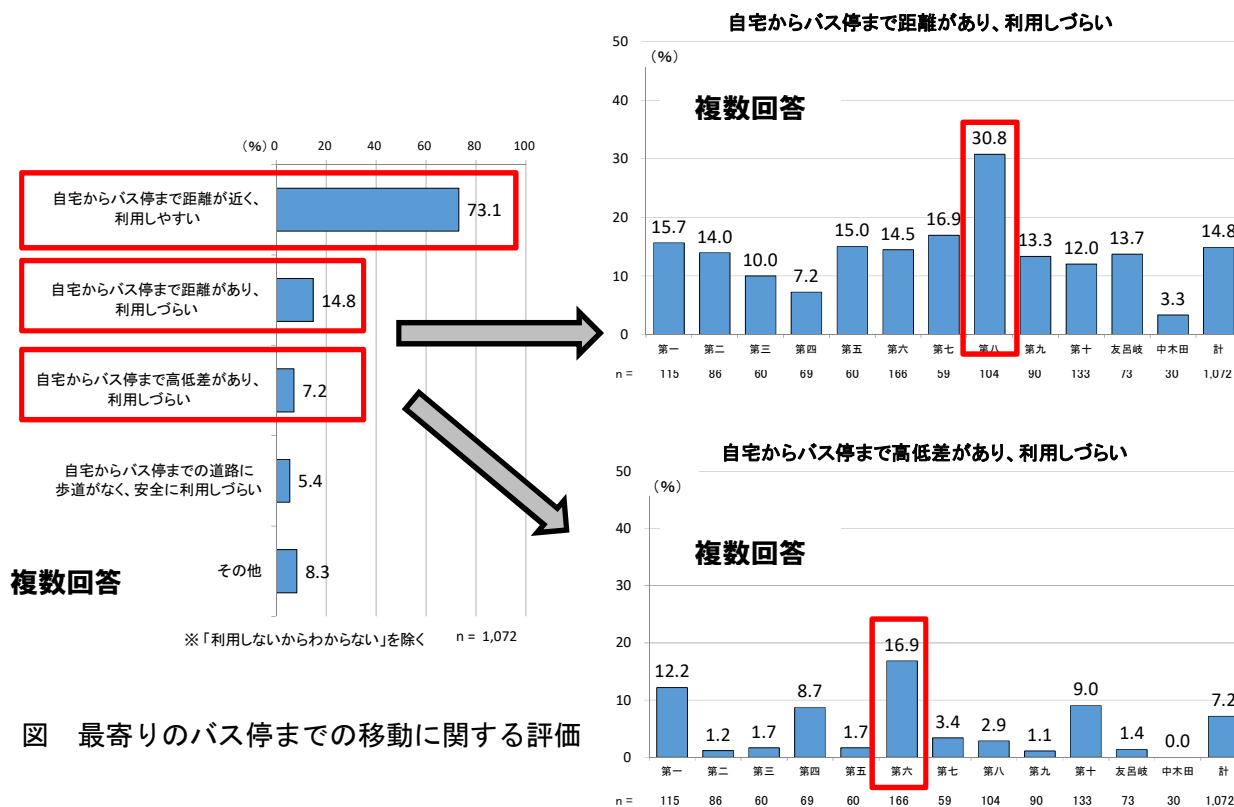 (%) 0 20 40 60 80 100
自宅からバス停まで距離が近く、
利用しやすい
73.1
自宅からバス停まで距離があり、
利用しづらい
14.8
自宅からバス停まで高低差があり、
利用しづらい
7.2
自宅からバス停までの道路に
歩道がなく、安全に利用しづらい
5.4
その他
8.3
複数回答
※「利用しないからわからない」を除く n = 1,072
図 最寄りのバス停までの移動に関する評価
自宅からバス停まで距離があり、利用しづらい
(%)
50
40
30
20
10
0
複数回答
15.7 14.0 10.0 7.2 15.0 14.5 16.9 30.8 13.3 12.0 13.7 3.3 14.8
第一 第二 第三 第四 第五 第六 第七 第八 第九 第十 友呂岐 中木田 計
n = 115 86 60 69 60 166 59 104 90 133 73 30 1,072
自宅からバス停まで高低差があり、利用しづらい
(%)
50
40
30
20
10
0
複数回答
12.2 1.2 1.7 8.7 1.7 16.9 3.4 2.9 1.1 9.0 1.4 0.0 7.2
第一 第二 第三 第四 第五 第六 第七 第八 第九 第十 友呂岐 中木田 計
n = 115 86 60 69 60 166 59 104 90 133 73 30 1,072